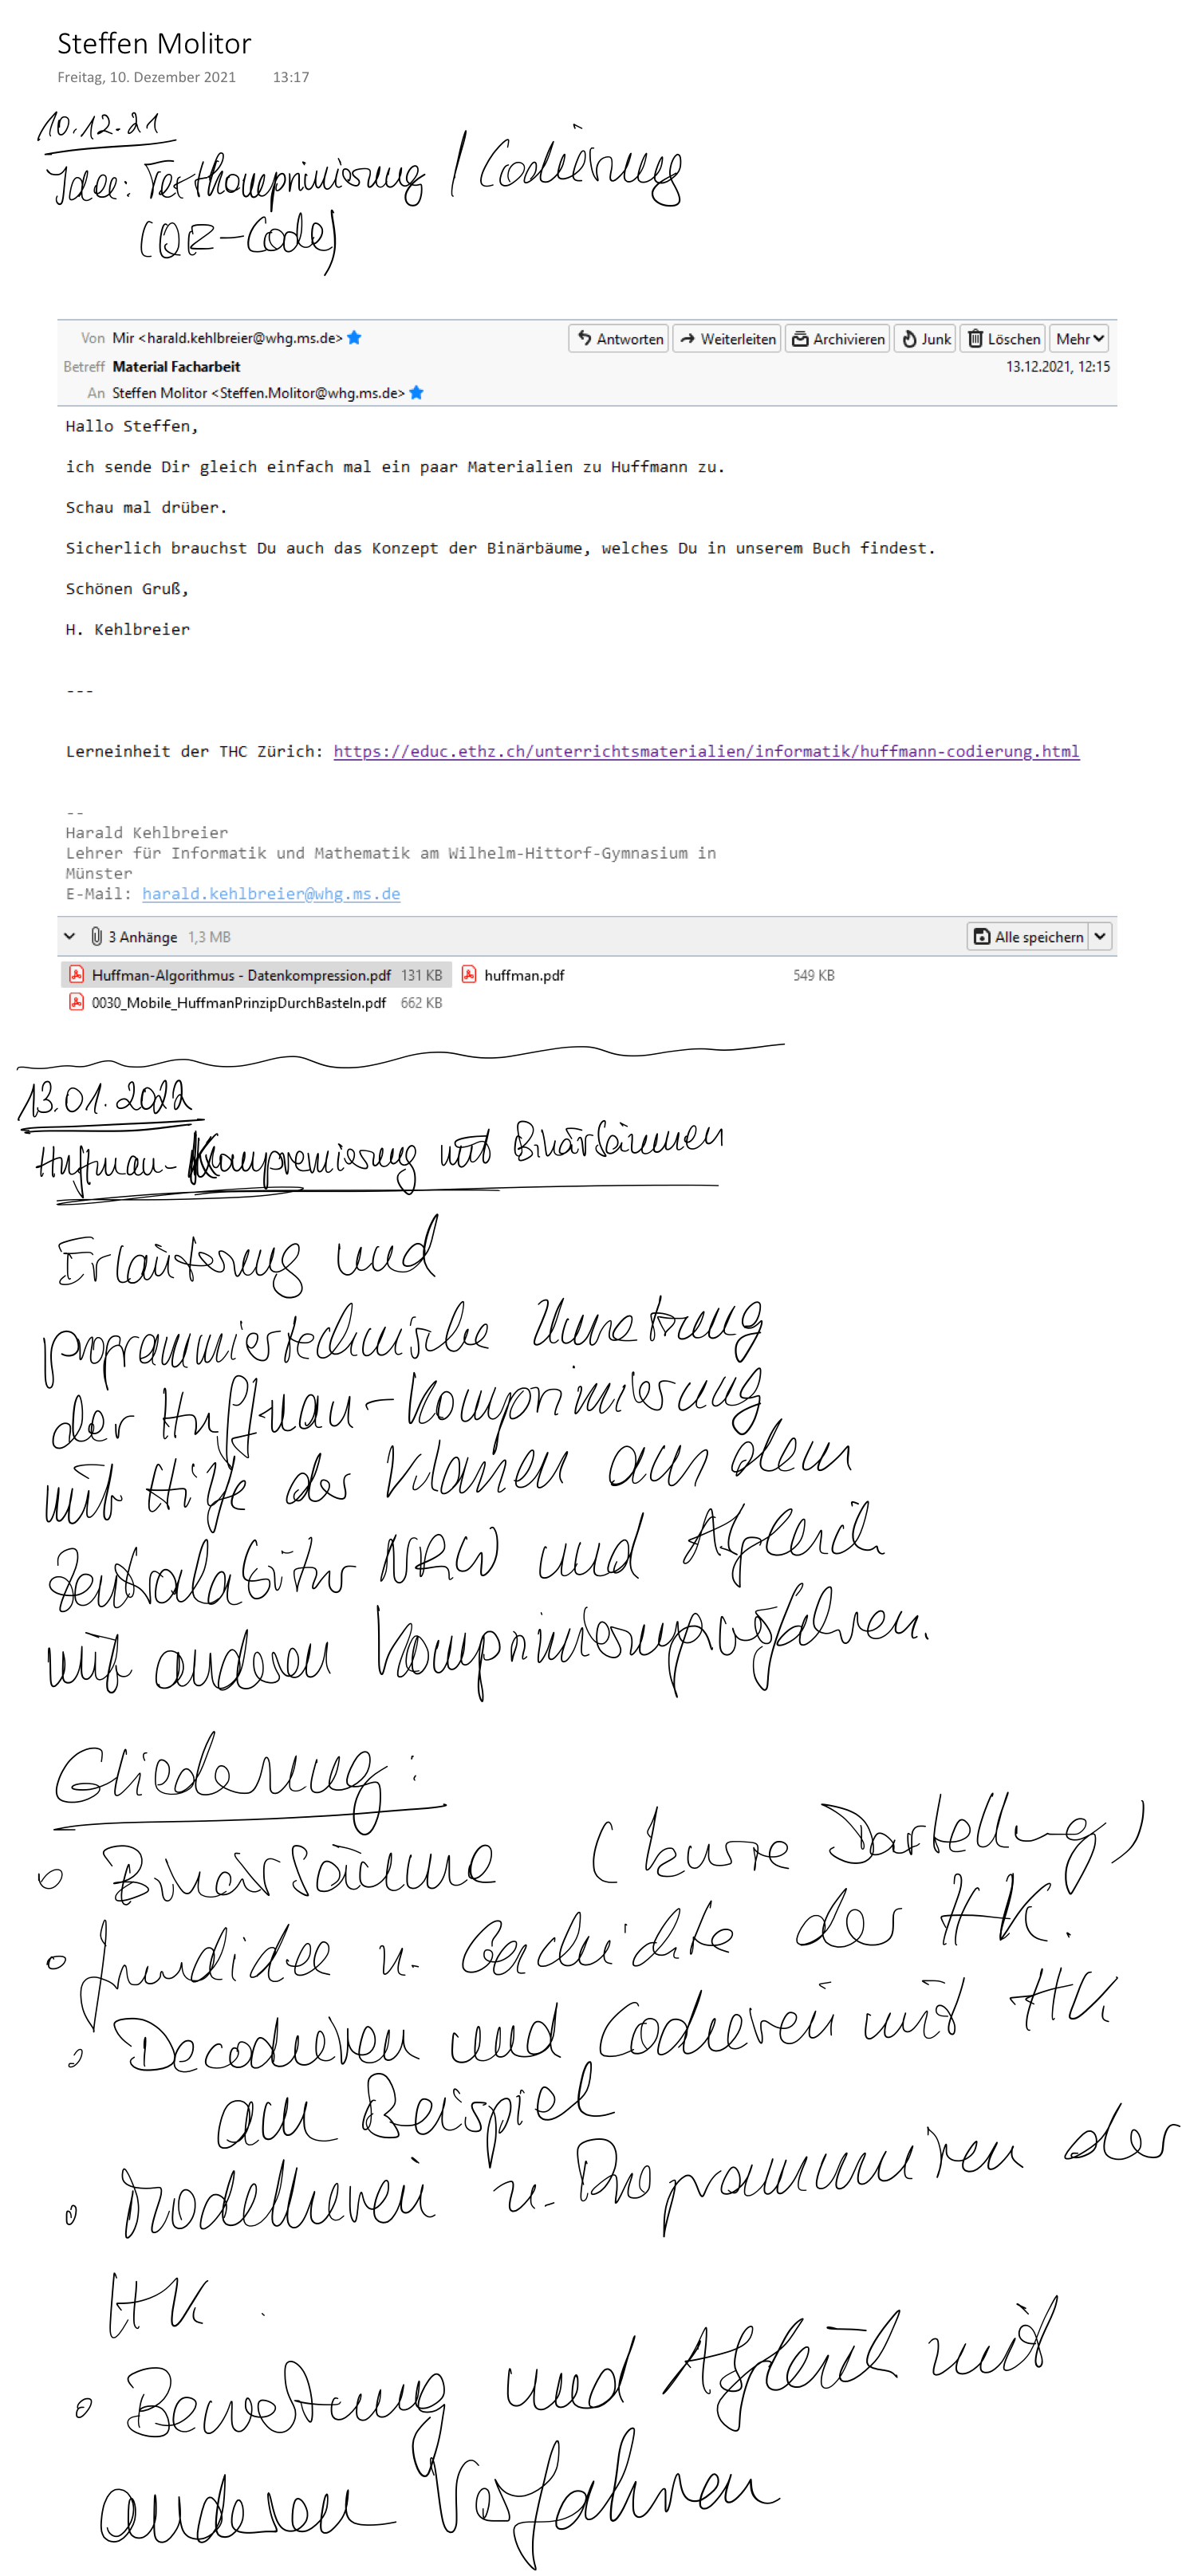 Steffen Molitor
Freitag, 10. Dezember 2021 13:17
10.12.21
Idee: Textkomprimierung / Codierung
(QR-Code)
Von Mir <harald.kehlbreier@whg.ms.de> Antworten Weiterleiten Archivieren Junk Löschen Mehr
Betreff Material Facharbeit 13.12.2021, 12:15
An Steffen Molitor <Steffen.Molitor@whg.ms.de>
Hallo Steffen,
ich sende Dir gleich einfach mal ein paar Materialien zu Huffmann zu.
Schau mal drüber.
Sicherlich brauchst Du auch das Konzept der Binärbäume, welches Du in unserem Buch findest.
Schönen Gruß,
H. Kehlbreier
---
Lerneinheit der THC Zürich: https://educ.ethz.ch/unterrichtsmaterialien/informatik/huffmann-codierung.html
--
Harald Kehlbreier
Lehrer für Informatik und Mathematik am Wilhelm-Hittorf-Gymnasium in
Münster
E-Mail: harald.kehlbreier@whg.ms.de
3 Anhänge 1,3 MB Alle speichern
Huffman-Algorithmus - Datenkompression.pdf 131 KB huffman.pdf 549 KB
0030_Mobile_HuffmanPrinzipDurchBasteln.pdf 662 KB
13.01.2022
Huffman-Kompremierung mit Binärbäumen
Erläuterung und
programmiertechnische Umsetzung
der Huffman-Komprimierung
mit Hilfe der Klassen aus dem
Zentralabitur NRW und Abgleich
mit anderen Komprimierungsverfahren.
Gliederung:
• Binärbäume (kurze Dartellung)
• Grundidee u. Geschichte der HK.
• Decodieren und Codieren mit HK
am Beispiel
• Modellieren u. Programmiren der
HK.
• Bewertung und Abgleich mit
anderen Verfahren